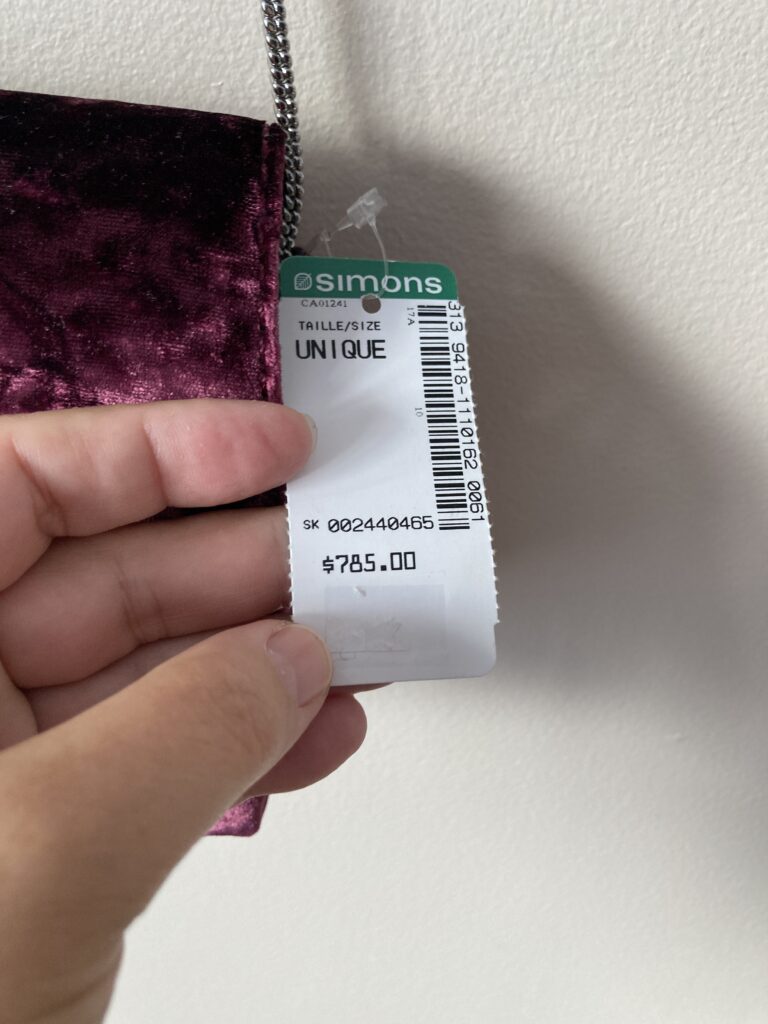 simons
CA01241
TAILLE/SIZE
UNIQUE
17A
313 9418-1110162 0061
10
SK 002440465
$785.00